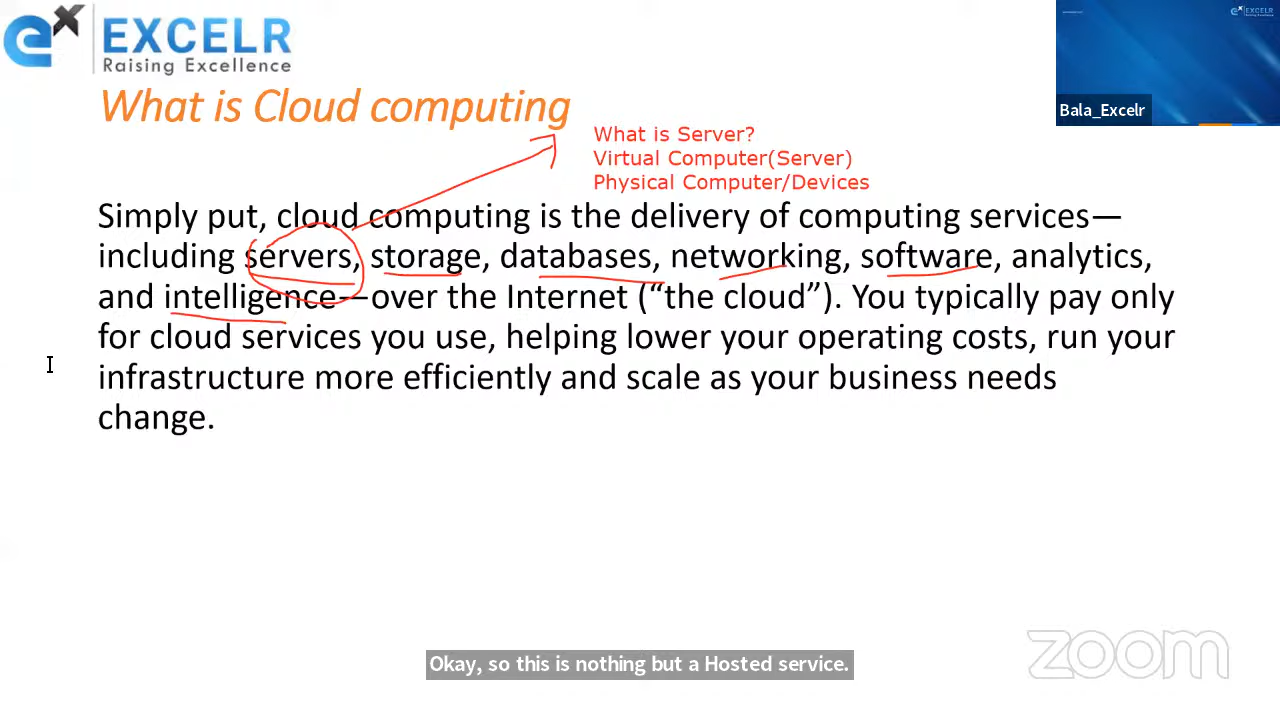 EXCELR
Raising Excellence
What is Cloud computing
Bala_Excelr
What is Server?
Virtual Computer(Server)
Physical Computer/Devices
Simply put, cloud computing is the delivery of computing services—
including servers, storage, databases, networking, software, analytics,
and intelligence—over the Internet (“the cloud”). You typically pay only
for cloud services you use, helping lower your operating costs, run your
infrastructure more efficiently and scale as your business needs
change.
zoom
Okay, so this is nothing but a Hosted service.